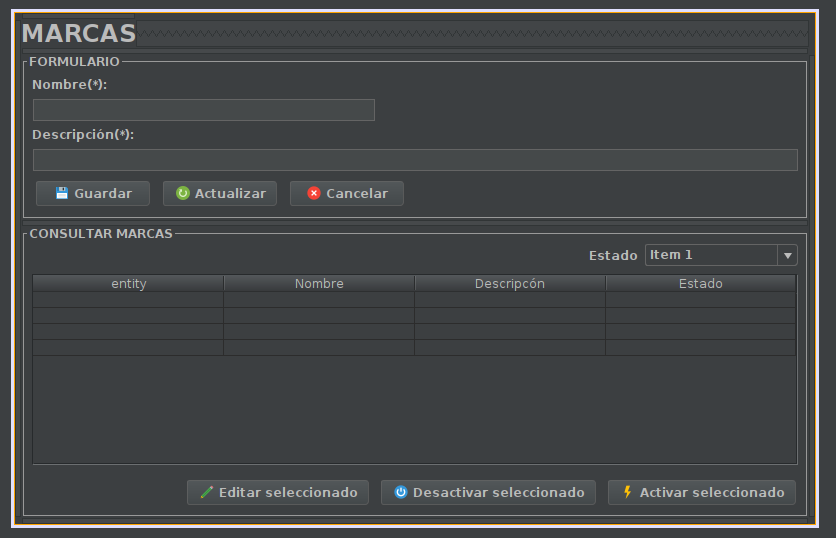 MARCAS
FORMULARIO
Nombre(*):
Descripción(*):
Guardar Actualizar Cancelar
CONSULTAR MARCAS
Estado Item 1
entity Nombre Descripcón Estado
Editar seleccionado Desactivar seleccionado Activar seleccionado